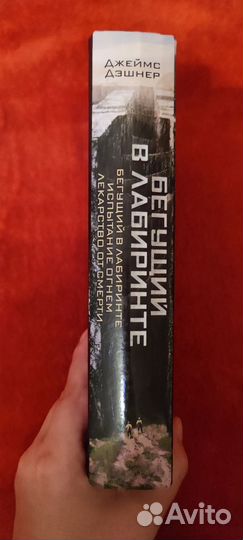 ДЖЕЙМС
ДЭШНЕР
БЕГУЩИЙ
В ЛАБИРИНТЕ
БЕГУЩИЙ В ЛАБИРИНТЕ
ИСПЫТАНИЕ ОГНЕМ
ЛЕКАРСТВО ОТ СМЕРТИ
Avito